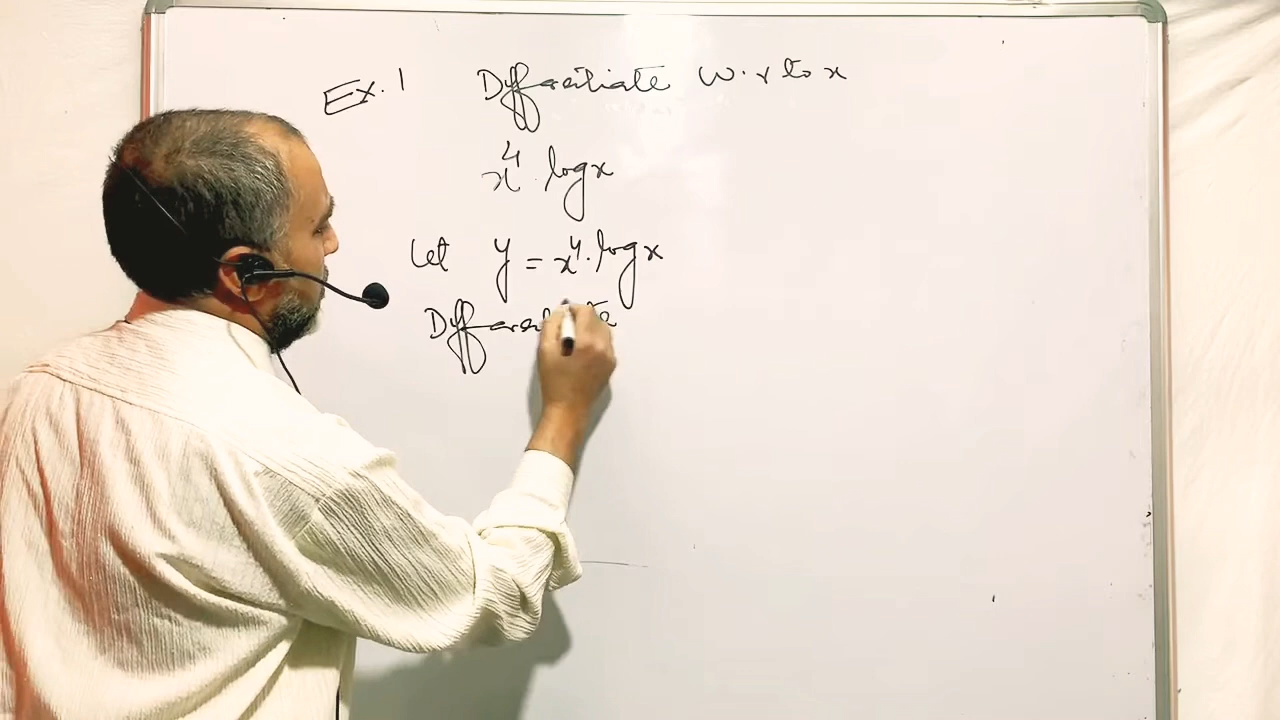 Ex. 1 Differentiate w.r to x
x⁴ . log x
Let y = x⁴ . log x